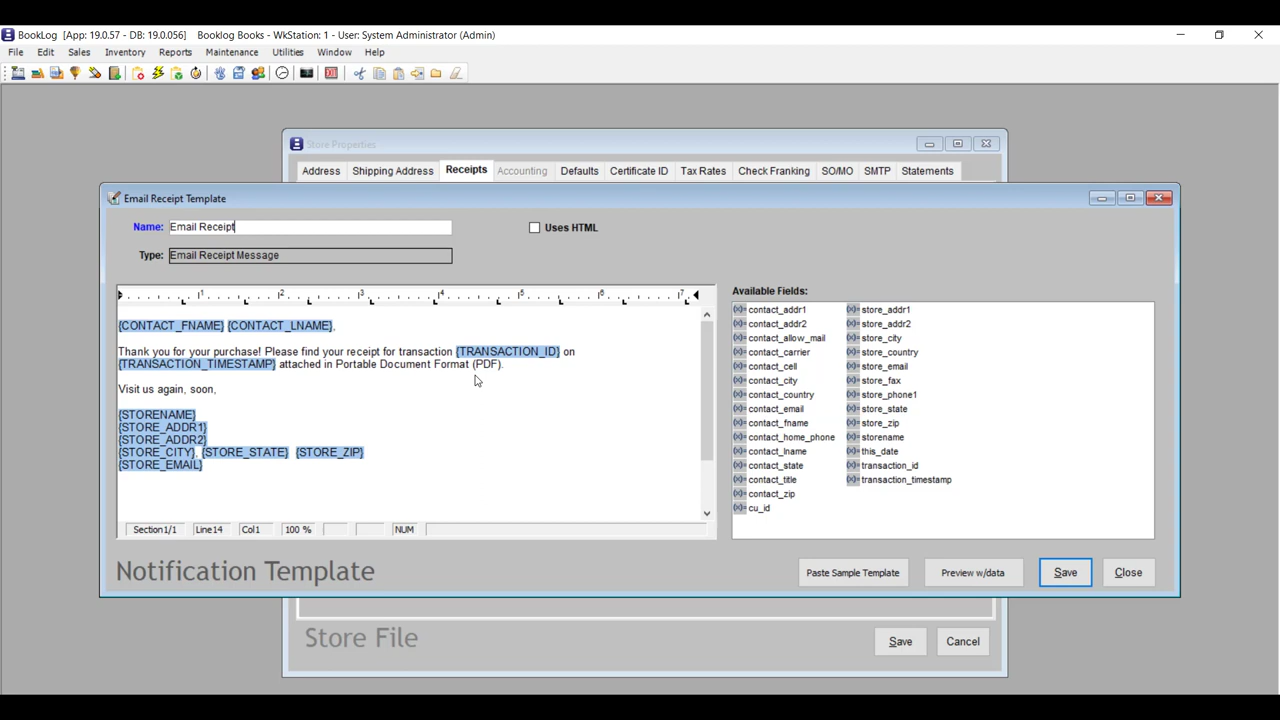 BookLog [App: 19.0.57 - DB: 19.0.056]    Booklog Books - WkStation: 1 - User: System Administrator (Admin)
File Edit Sales Inventory Reports Maintenance Utilities Window Help
Store Properties
Address Shipping Address Receipts Accounting Defaults Certificate ID Tax Rates Check Franking SO/MO SMTP Statements
Email Receipt Template
Name: Email Receipt
Uses HTML
Type: Email Receipt Message
1 2 3 4 5 6 7
{CONTACT_FNAME} {CONTACT_LNAME},
Thank you for your purchase! Please find your receipt for transaction {TRANSACTION_ID} on
{TRANSACTION_TIMESTAMP} attached in Portable Document Format (PDF).
Visit us again, soon,
{STORENAME}
{STORE_ADDR1}
{STORE_ADDR2}
{STORE_CITY}, {STORE_STATE}  {STORE_ZIP}
{STORE_EMAIL}
Section1/1 Line14 Col1 100 % NUM
Available Fields:
(x)= contact_addr1
(x)= contact_addr2
(x)= contact_allow_mail
(x)= contact_carrier
(x)= contact_cell
(x)= contact_city
(x)= contact_country
(x)= contact_email
(x)= contact_fname
(x)= contact_home_phone
(x)= contact_lname
(x)= contact_state
(x)= contact_title
(x)= contact_zip
(x)= cu_id
(x)= store_addr1
(x)= store_addr2
(x)= store_city
(x)= store_country
(x)= store_email
(x)= store_fax
(x)= store_phone1
(x)= store_state
(x)= store_zip
(x)= storename
(x)= this_date
(x)= transaction_id
(x)= transaction_timestamp
Notification Template
Paste Sample Template Preview w/data Save Close
Store File
Save Cancel